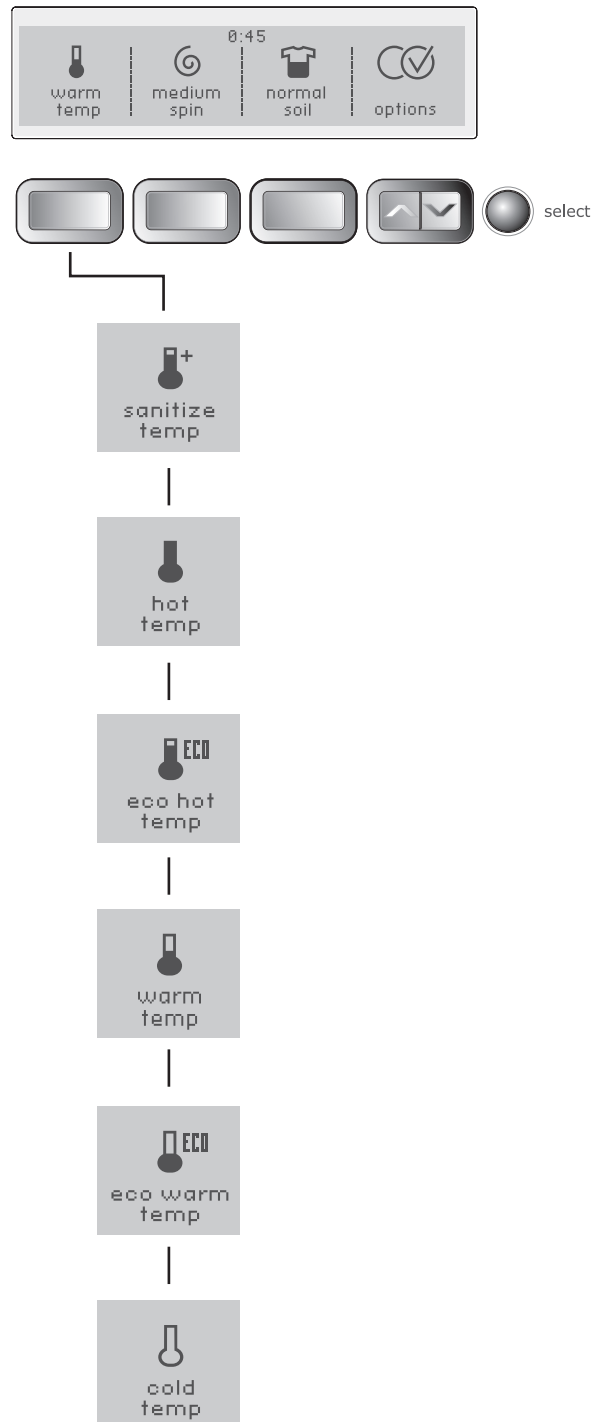 0:45
warm
temp
medium
spin
normal
soil
options
select
sanitize
temp
hot
temp
ECO
eco hot
temp
warm
temp
ECO
eco warm
temp
cold
temp